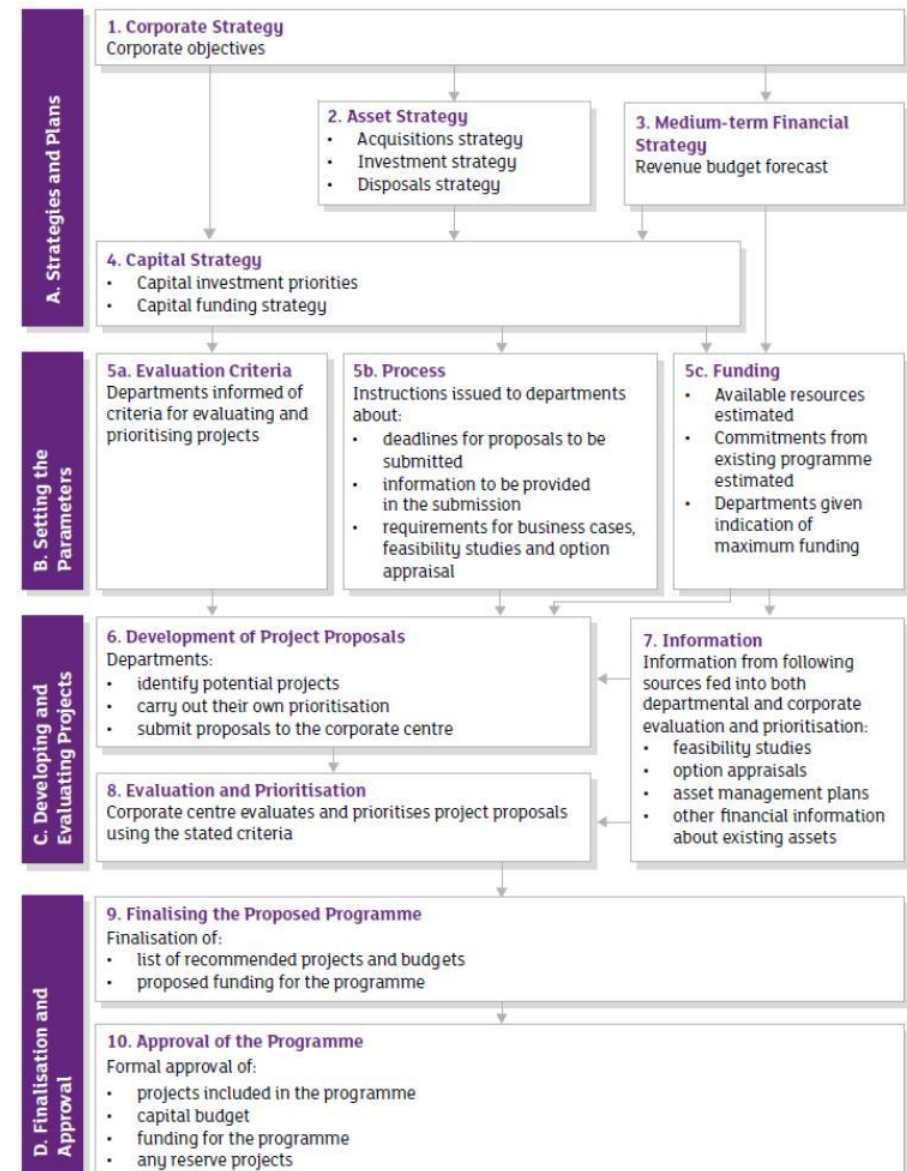 A. Strategies and Plans
1. Corporate Strategy
Corporate objectives
2. Asset Strategy
• Acquisitions strategy
• Investment strategy
• Disposals strategy
3. Medium-term Financial
Strategy
Revenue budget forecast
4. Capital Strategy
• Capital investment priorities
• Capital funding strategy
B. Setting the
Parameters
5a. Evaluation Criteria
Departments informed of
criteria for evaluating and
prioritising projects
5b. Process
Instructions issued to departments
about:
• deadlines for proposals to be
submitted
• information to be provided
in the submission
• requirements for business cases,
feasibility studies and option
appraisal
5c. Funding
• Available resources
estimated
• Commitments from
existing programme
estimated
• Departments given
indication of
maximum funding
C. Developing and
Evaluating Projects
6. Development of Project Proposals
Departments:
• identify potential projects
• carry out their own prioritisation
• submit proposals to the corporate centre
7. Information
Information from following
sources fed into both
departmental and corporate
evaluation and prioritisation:
• feasibility studies
• option appraisals
• asset management plans
• other financial information
about existing assets
8. Evaluation and Prioritisation
Corporate centre evaluates and prioritises project proposals
using the stated criteria
D. Finalisation and
Approval
9. Finalising the Proposed Programme
Finalisation of:
• list of recommended projects and budgets
• proposed funding for the programme
10. Approval of the Programme
Formal approval of:
• projects included in the programme
• capital budget
• funding for the programme
• any reserve projects